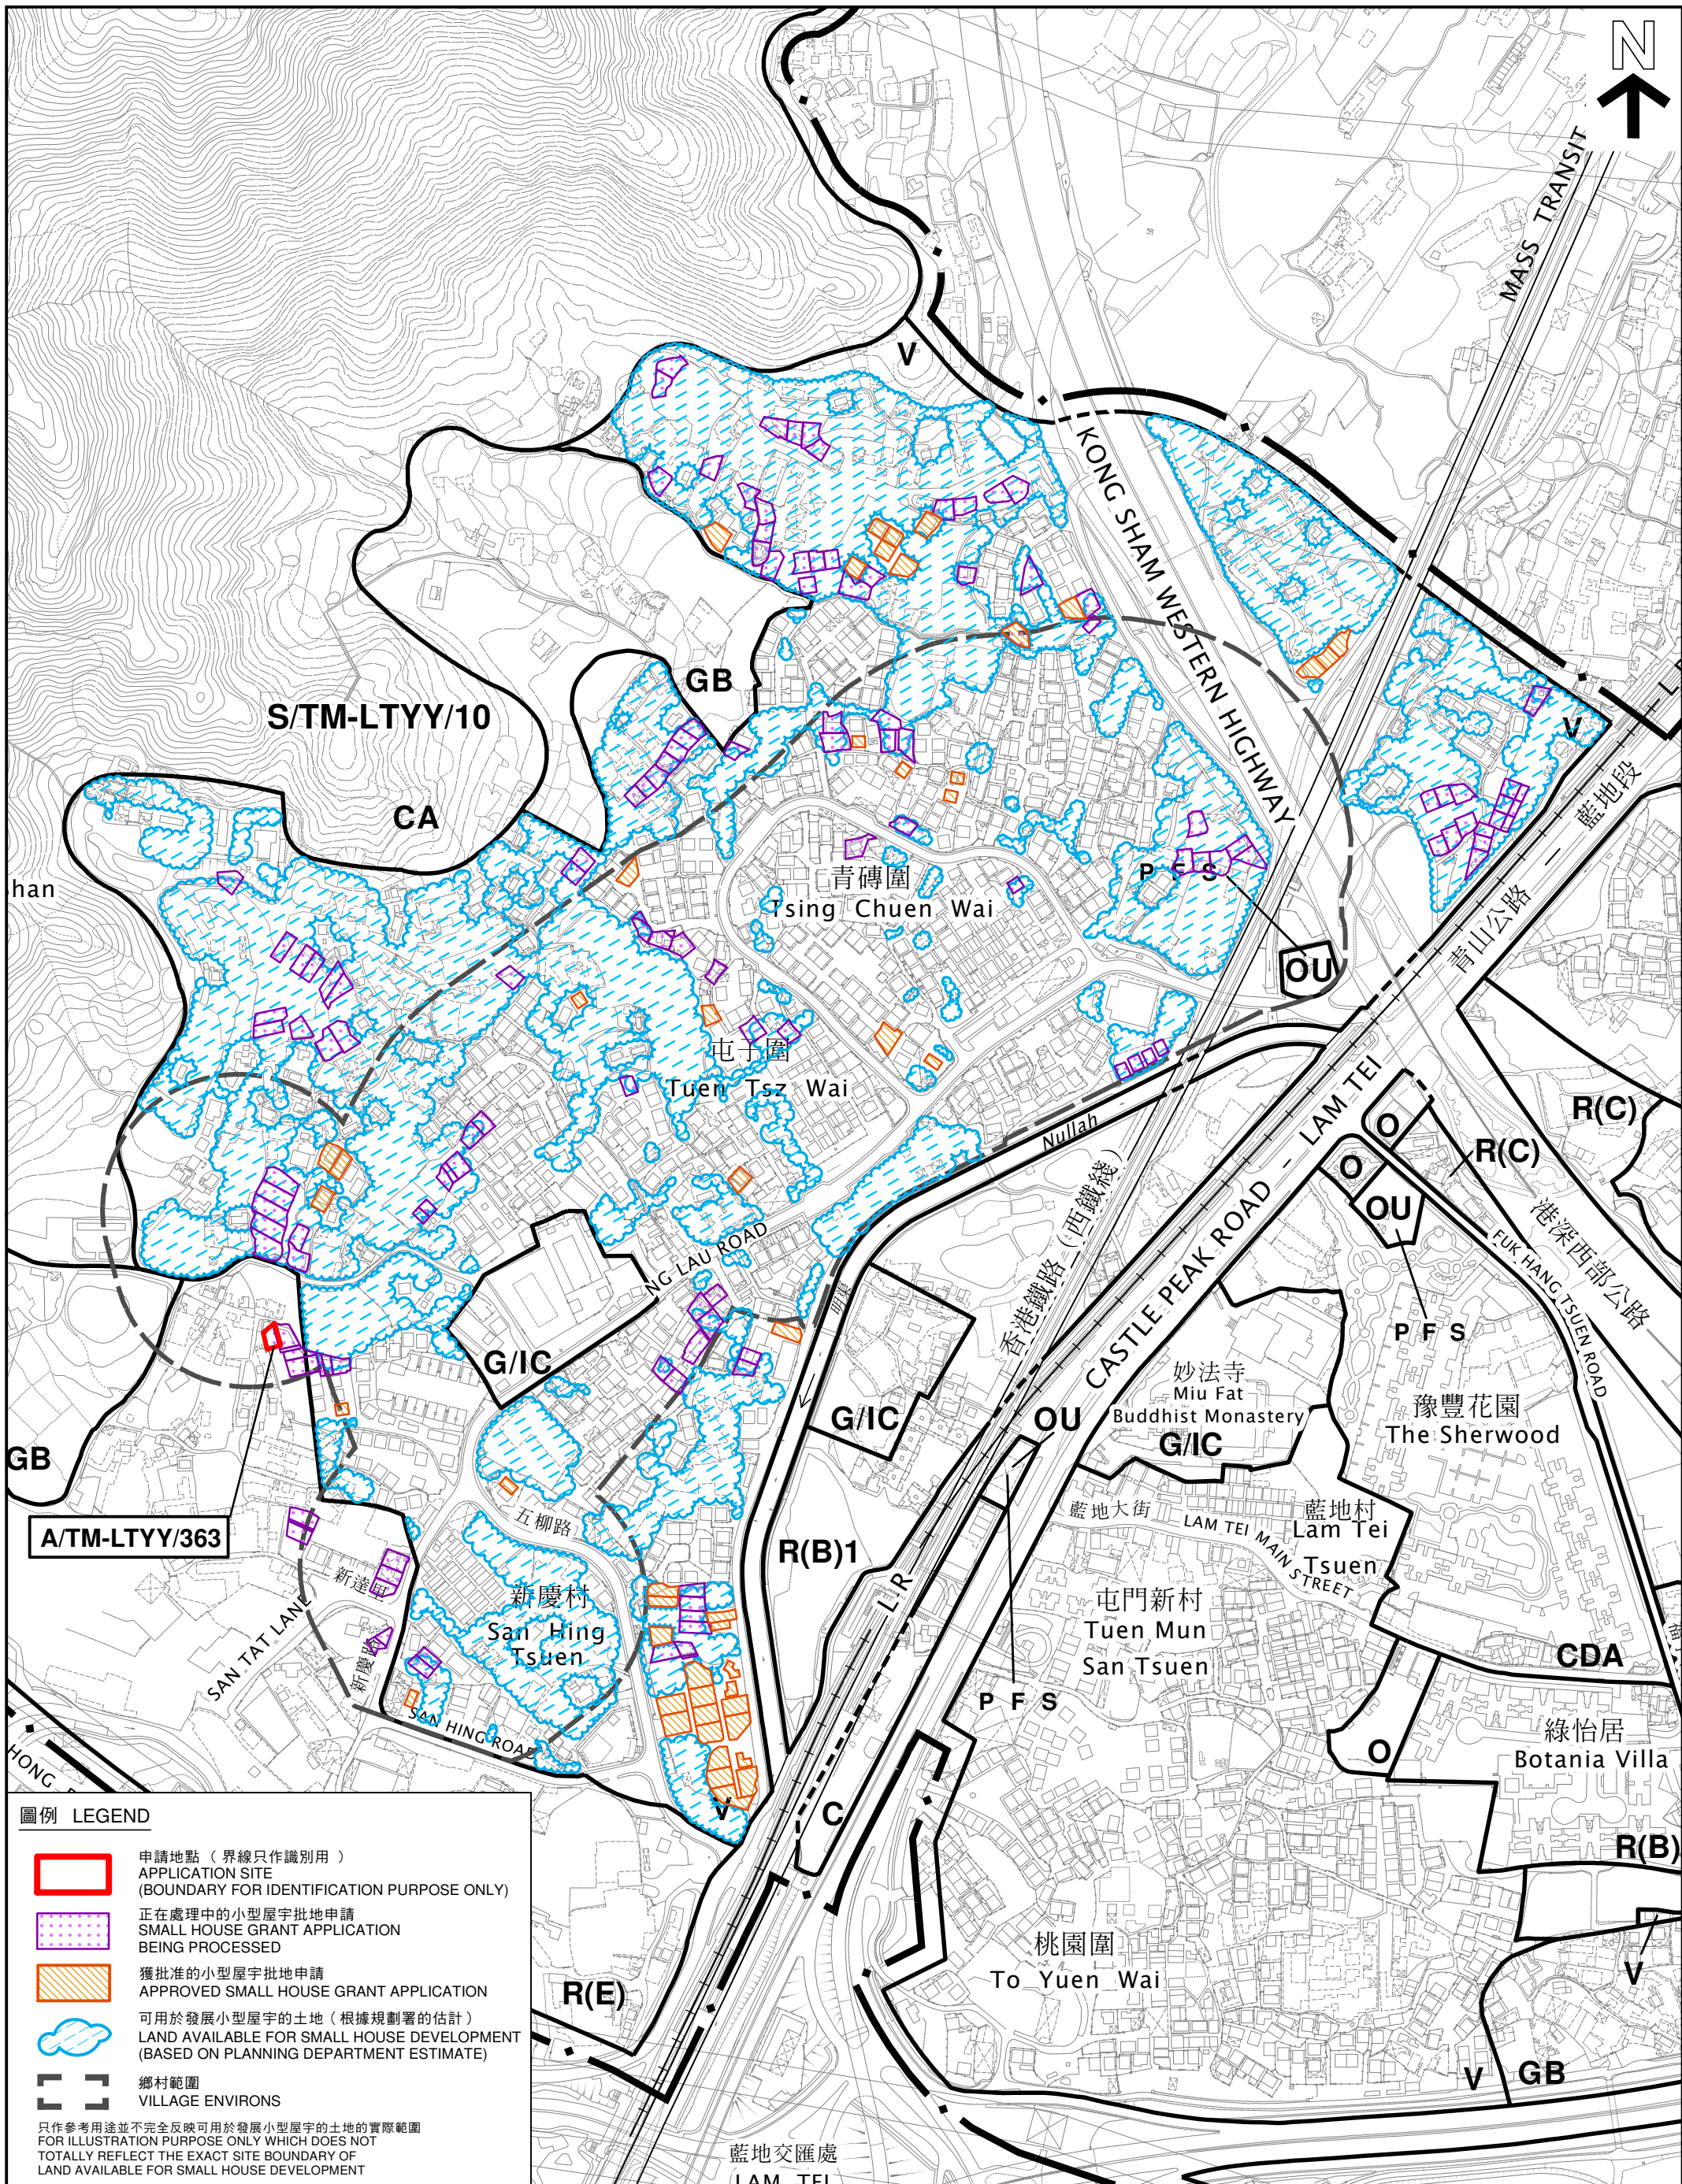 N
MASS TRANSIT
V
KONG SHAM WESTERN HIGHWAY
GB
S/TM-LTYY/10
CA
V
藍地段
青山公路
P F S
青磚圍
Tsing Chuen Wai
OU
屯子圍
Tuen Tsz Wai
Nullah
CASTLE PEAK ROAD - LAM TEI
O
R(C)
R(C)
O
OU
港深西部公路
FUK HANG TSUEN ROAD
香港鐵路（西鐵綫）
NG LAU ROAD
明渠
P F S
G/IC
G/IC
妙法寺
Miu Fat
Buddhist Monastery
G/IC
豫豐花園
The Sherwood
OU
GB
A/TM-LTYY/363
五柳路
藍地大街
LAM TEI MAIN STREET
藍地村
Lam Tei
Tsuen
R(B)1
LR
新達里
SAN TAT LANE
新慶村
San Hing
Tsuen
新慶路
屯門新村
Tuen Mun
San Tsuen
CDA
P F S
SAN HING ROAD
綠怡居
Botania Villa
O
HONG
V
C
R(B)
桃園圍
To Yuen Wai
R(E)
V
V
GB
藍地交匯處
LAM TEI
圖例 LEGEND
申請地點（界線只作識別用）
APPLICATION SITE
(BOUNDARY FOR IDENTIFICATION PURPOSE ONLY)
正在處理中的小型屋宇批地申請
SMALL HOUSE GRANT APPLICATION
BEING PROCESSED
獲批准的小型屋宇批地申請
APPROVED SMALL HOUSE GRANT APPLICATION
可用於發展小型屋宇的土地（根據規劃署的估計）
LAND AVAILABLE FOR SMALL HOUSE DEVELOPMENT
(BASED ON PLANNING DEPARTMENT ESTIMATE)
鄉村範圍
VILLAGE ENVIRONS
只作參考用途並不完全反映可用於發展小型屋宇的土地的實際範圍
FOR ILLUSTRATION PURPOSE ONLY WHICH DOES NOT
TOTALLY REFLECT THE EXACT SITE BOUNDARY OF
LAND AVAILABLE FOR SMALL HOUSE DEVELOPMENT